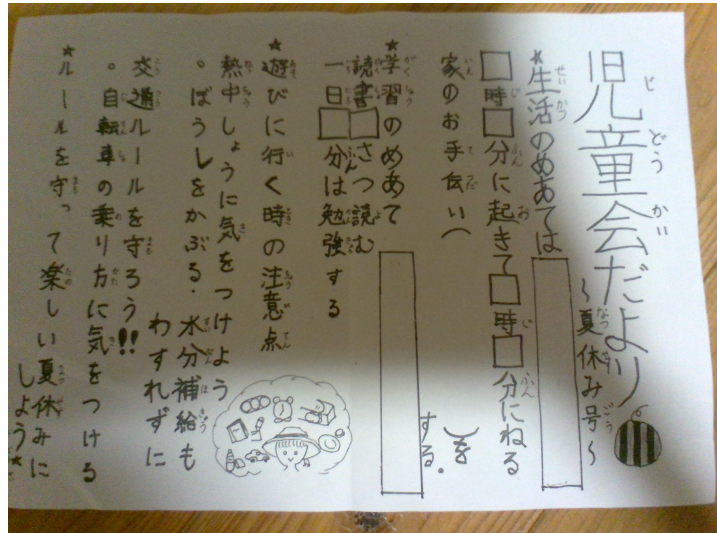 児童会だより
～夏休み号～
＊生活のめあては
□時□分に起きて□時□分にねる
家のお手伝い（　　）をする。
＊学習のめあて
読書□さつ読む
一日□分は勉強する
＊遊びに行く時の注意点
熱中しょうに気をつけよう
。ぼうしをかぶる・水分補給も
わすれずに
交通ルールを守ろう!!
。自転車の乗り方に気をつける
＊ルールを守って楽しい夏休みに
しよう＊